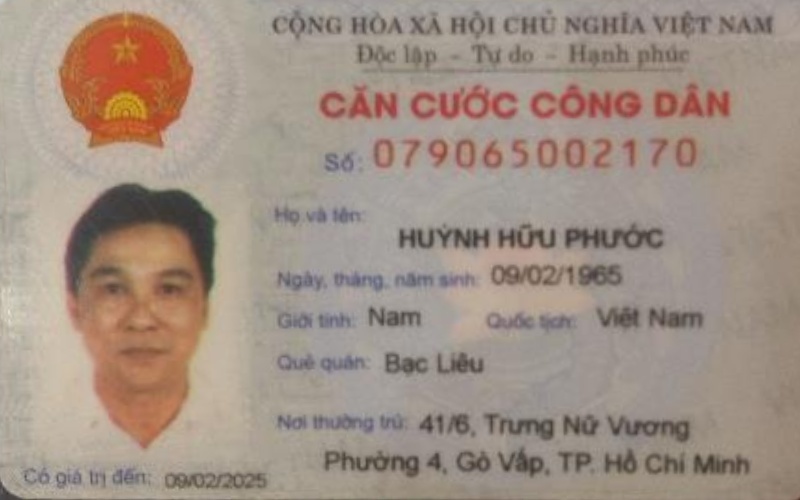 CỘNG HÒA XÃ HỘI CHỦ NGHĨA VIỆT NAM
Độc lập - Tự do - Hạnh phúc
CĂN CƯỚC CÔNG DÂN
Số: 079065002170
Họ và tên:
HUỲNH HỮU PHƯỚC
Ngày, tháng, năm sinh: 09/02/1965
Giới tính: Nam Quốc tịch: Việt Nam
Quê quán: Bạc Liêu
Nơi thường trú: 41/6, Trưng Nữ Vương
Phường 4, Gò Vấp, TP. Hồ Chí Minh
Có giá trị đến: 09/02/2025